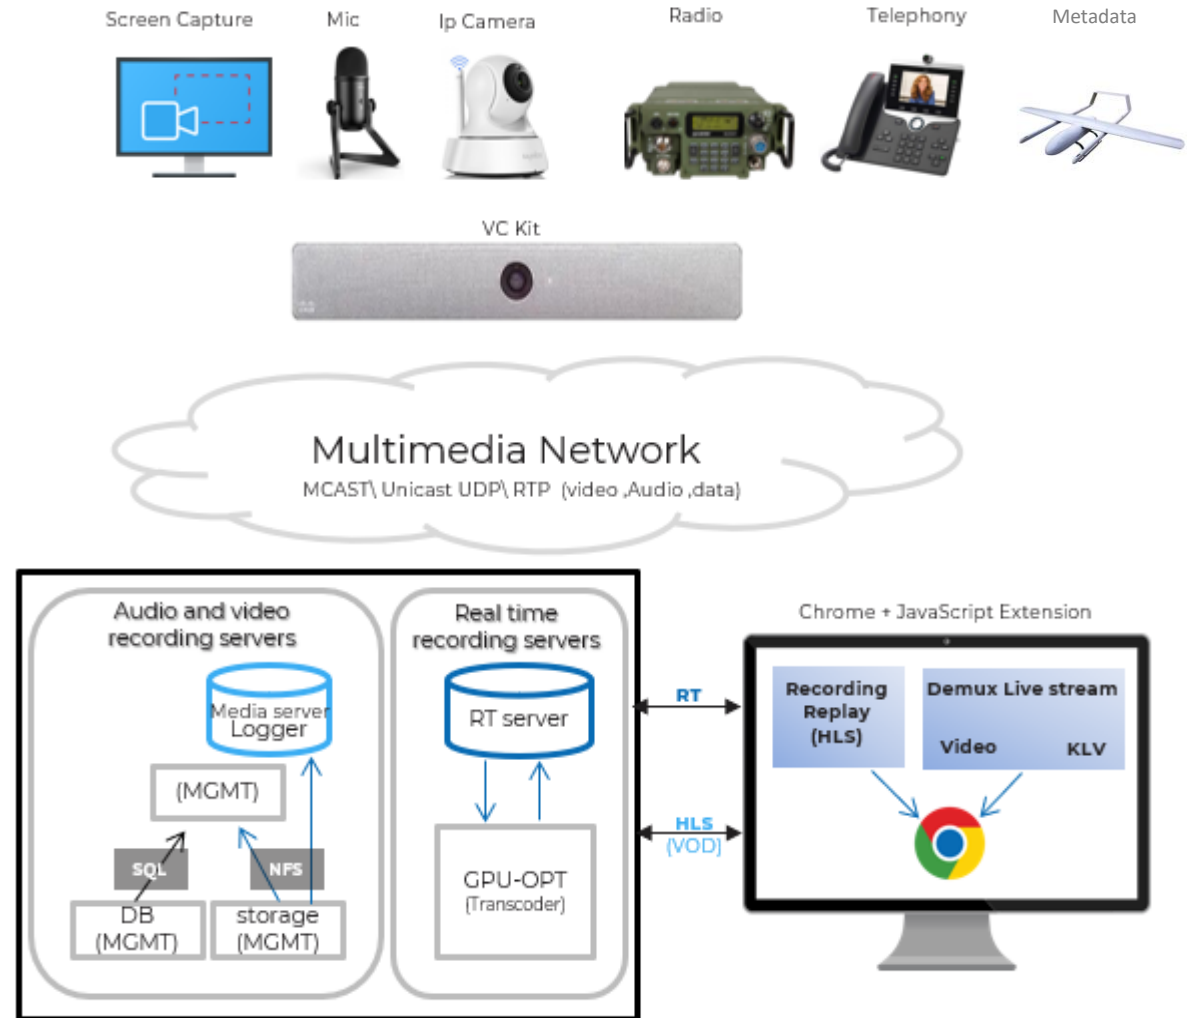 Screen Capture
Mic
Ip Camera
Radio
Telephony
Metadata
VC Kit
Multimedia Network
MCAST\ Unicast UDP\ RTP (video ,Audio ,data)
Audio and video
recording servers
Real time
recording servers
Chrome + JavaScript Extension
Media server
Logger
RT server
RT
Recording
Replay
(HLS)
Demux Live stream
Video
KLV
(MGMT)
HLS
(VOD)
SQL
NFS
GPU-OPT
(Transcoder)
DB
(MGMT)
storage
(MGMT)